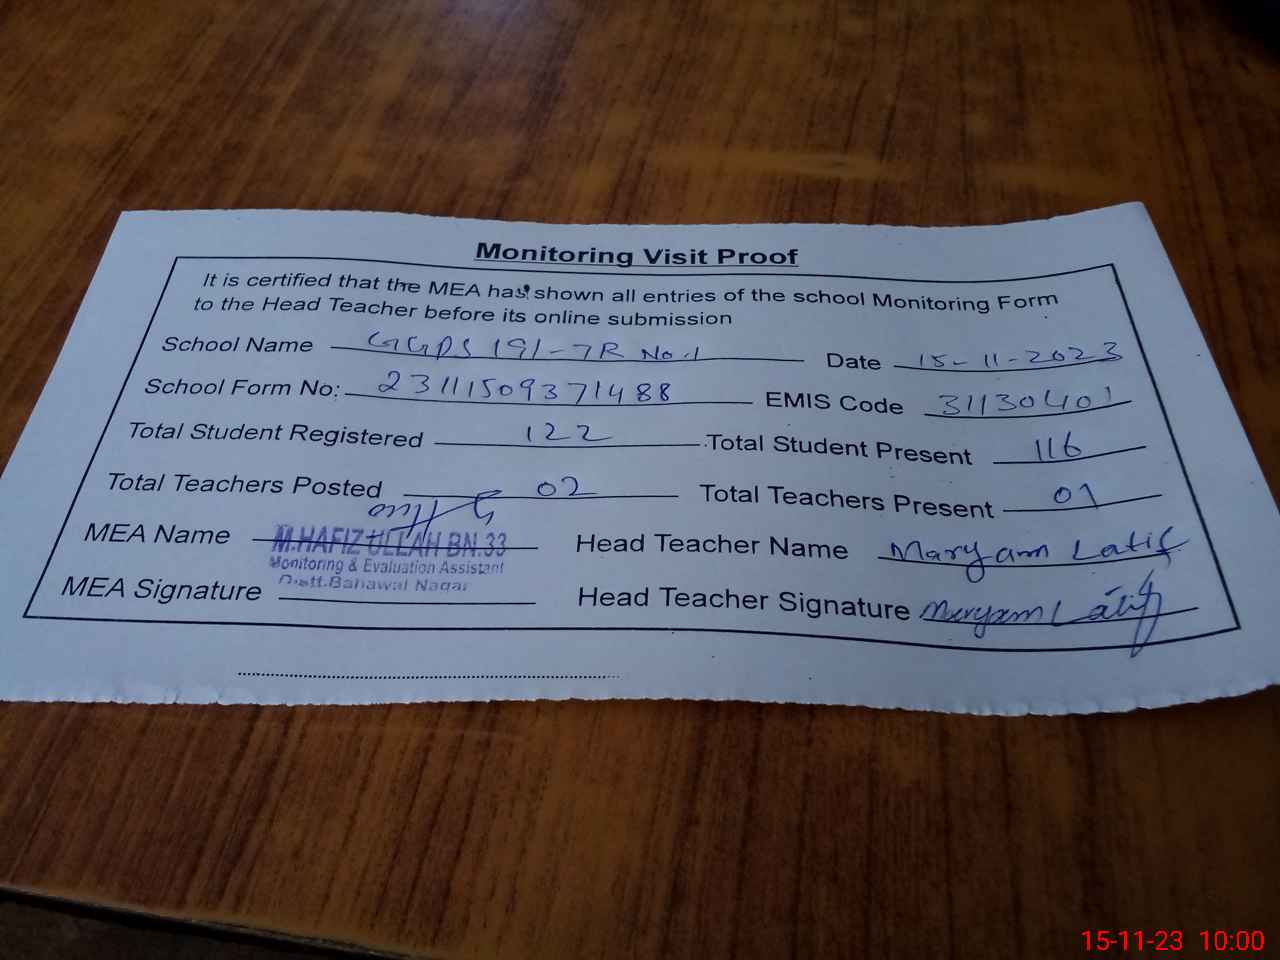 Monitoring Visit Proof
It is certified that the MEA has shown all entries of the school Monitoring Form
to the Head Teacher before its online submission
School Name GGPS 191-7R No.1 Date 15-11-2023
School Form No: 23111509371488 EMIS Code 31130401
Total Student Registered 122 Total Student Present 116
Total Teachers Posted 02 Total Teachers Present 01
MEA Name M.HAFIZ ULLAH BN.33 Head Teacher Name Maryam Latif
Monitoring & Evaluation Assistant
Distt.Bahawal Nagar
MEA Signature Head Teacher Signature Maryam Latif
15-11-23 10:00